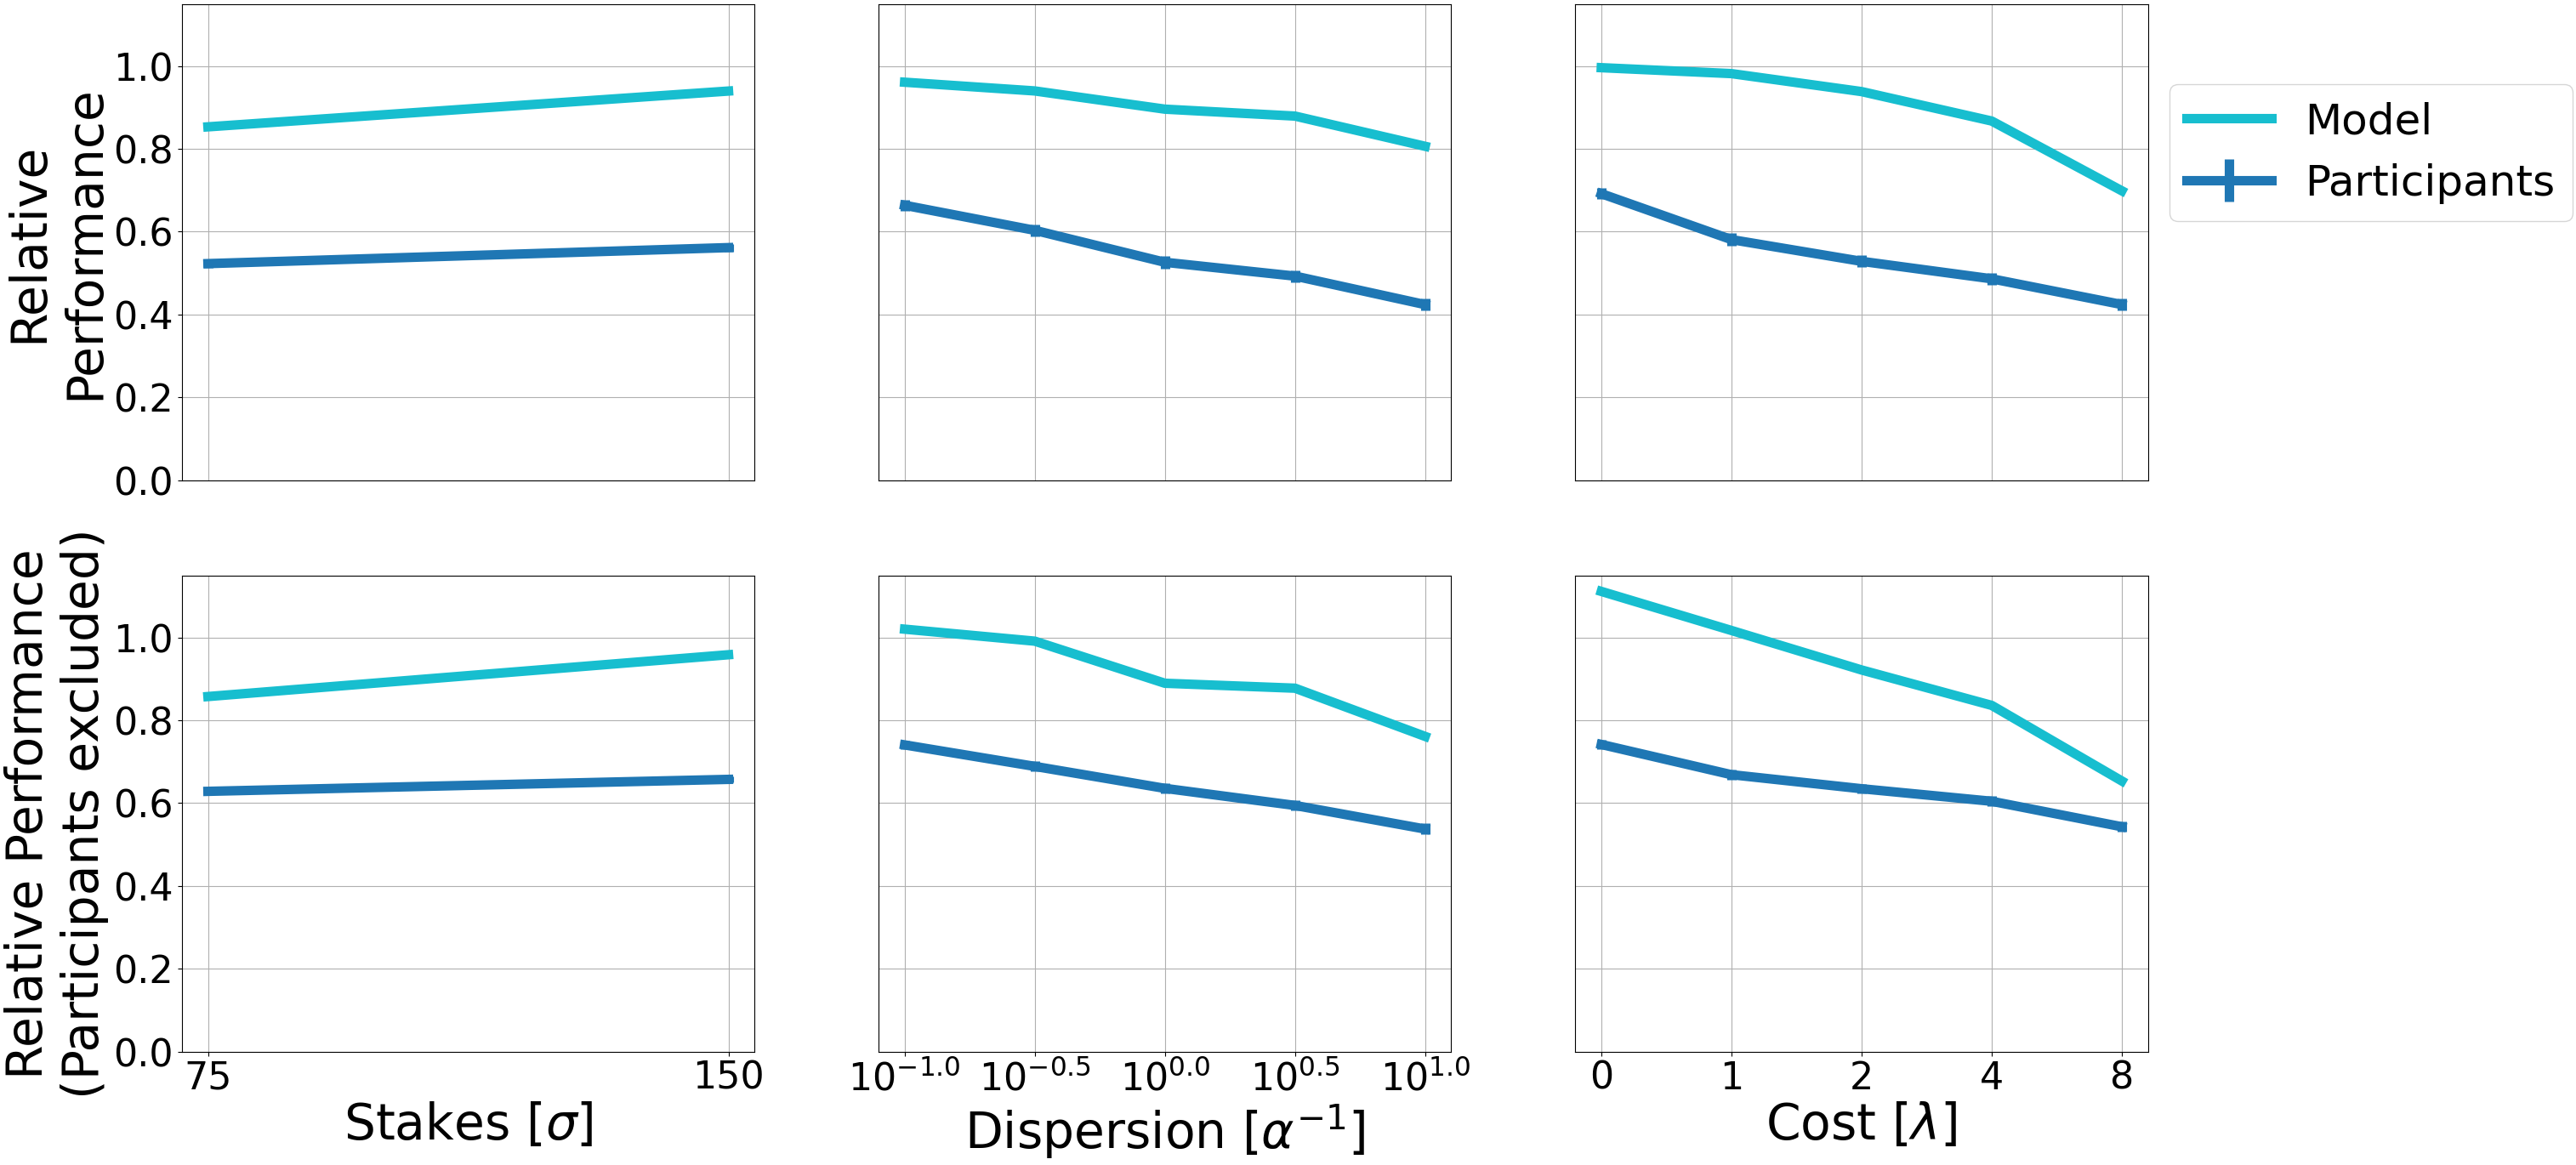 Relative
Performance
1.0
0.8
0.6
0.4
0.2
0.0
Model
Participants
Relative Performance
(Participants excluded)
1.0
0.8
0.6
0.4
0.2
0.0
75 150
Stakes [σ]
10^{-1.0} 10^{-0.5} 10^{0.0} 10^{0.5} 10^{1.0}
Dispersion [α^{-1}]
0 1 2 4 8
Cost [λ]